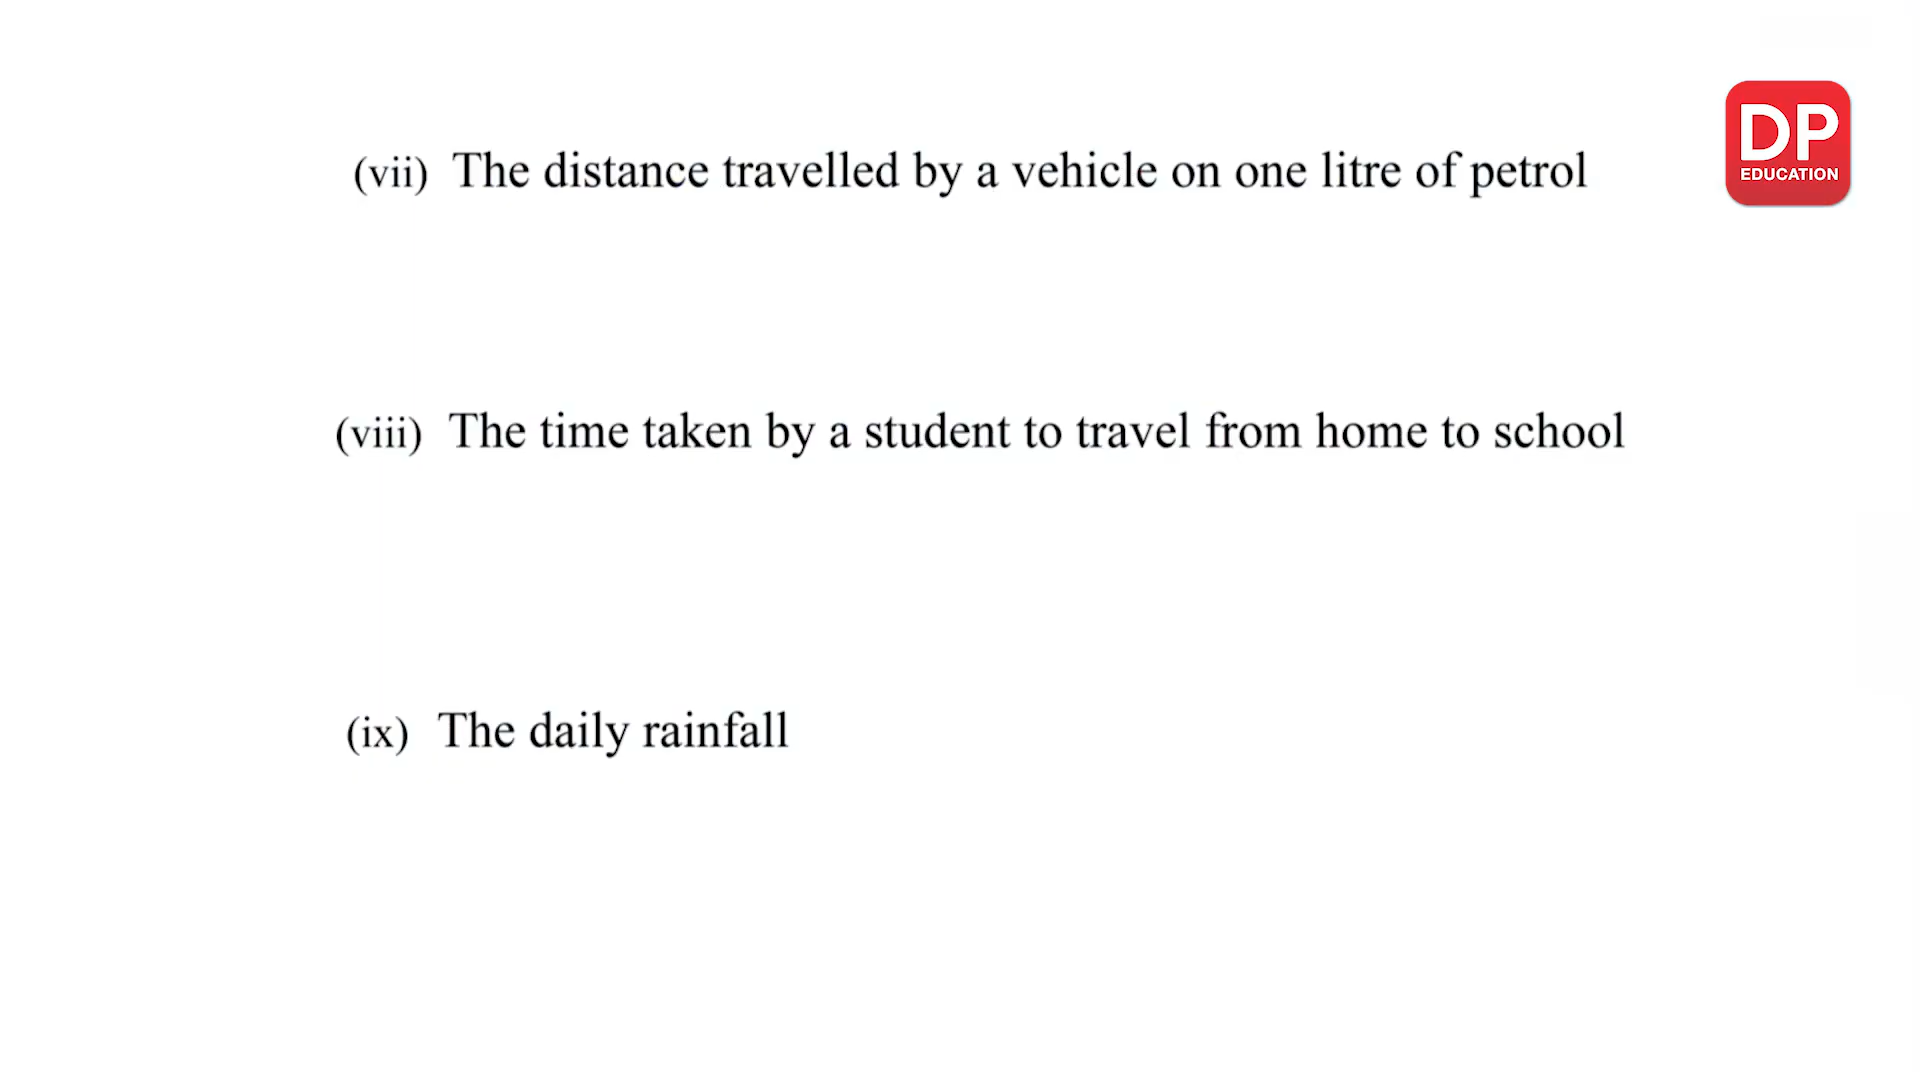 DP
EDUCATION
(vii) The distance travelled by a vehicle on one litre of petrol
(viii) The time taken by a student to travel from home to school
(ix) The daily rainfall